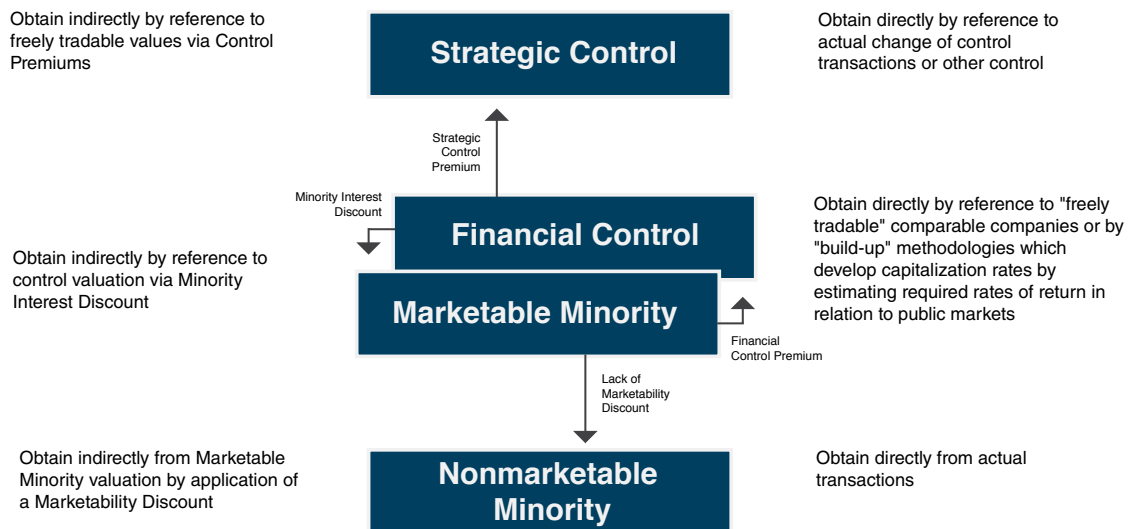 Obtain indirectly by reference to
freely tradable values via Control
Premiums
Strategic Control
Obtain directly by reference to
actual change of control
transactions or other control
Strategic
Control
Premium
Minority Interest
Discount
Financial Control
Obtain directly by reference to "freely
tradable" comparable companies or by
"build-up" methodologies which
develop capitalization rates by
estimating required rates of return in
relation to public markets
Obtain indirectly by reference to
control valuation via Minority
Interest Discount
Marketable Minority
Financial
Control Premium
Lack of
Marketability
Discount
Obtain indirectly from Marketable
Minority valuation by application of
a Marketability Discount
Nonmarketable
Minority
Obtain directly from actual
transactions